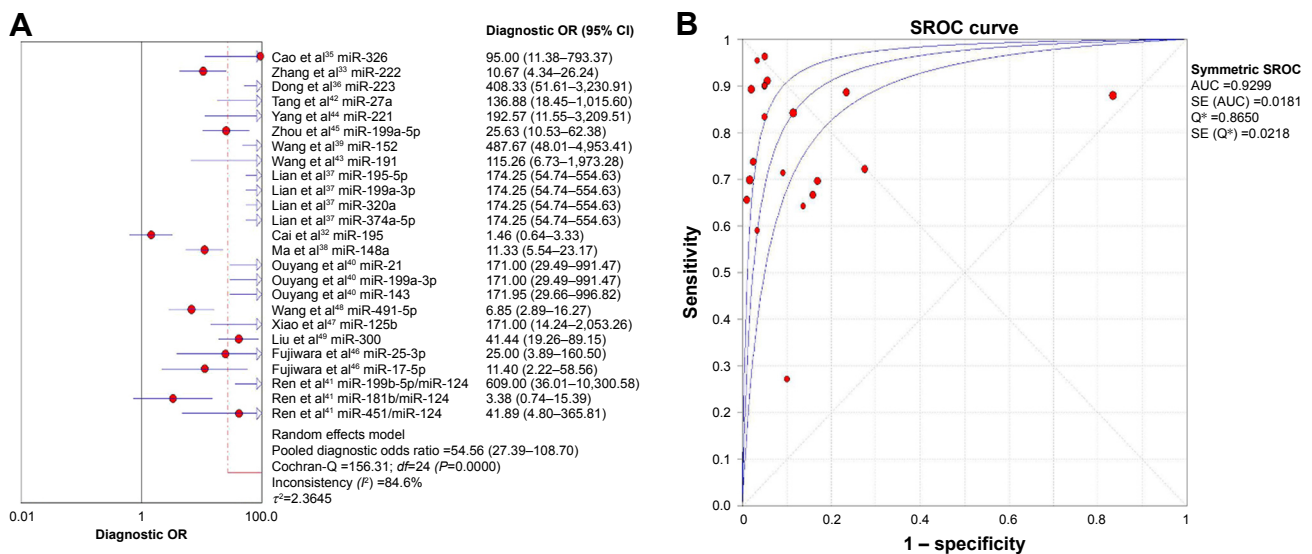 A
Diagnostic OR (95% CI)
Cao et al³⁵ miR-326 95.00 (11.38–793.37)
Zhang et al³³ miR-222 10.67 (4.34–26.24)
Dong et al³⁶ miR-223 408.33 (51.61–3,230.91)
Tang et al⁴² miR-27a 136.88 (18.45–1,015.60)
Yang et al⁴⁴ miR-221 192.57 (11.55–3,209.51)
Zhou et al⁴⁵ miR-199a-5p 25.63 (10.53–62.38)
Wang et al³⁹ miR-152 487.67 (48.01–4,953.41)
Wang et al⁴³ miR-191 115.26 (6.73–1,973.28)
Lian et al³⁷ miR-195-5p 174.25 (54.74–554.63)
Lian et al³⁷ miR-199a-3p 174.25 (54.74–554.63)
Lian et al³⁷ miR-320a 174.25 (54.74–554.63)
Lian et al³⁷ miR-374a-5p 174.25 (54.74–554.63)
Cai et al³² miR-195 1.46 (0.64–3.33)
Ma et al³⁸ miR-148a 11.33 (5.54–23.17)
Ouyang et al⁴⁰ miR-21 171.00 (29.49–991.47)
Ouyang et al⁴⁰ miR-199a-3p 171.00 (29.49–991.47)
Ouyang et al⁴⁰ miR-143 171.95 (29.66–996.82)
Wang et al⁴⁸ miR-491-5p 6.85 (2.89–16.27)
Xiao et al⁴⁷ miR-125b 171.00 (14.24–2,053.26)
Liu et al⁴⁹ miR-300 41.44 (19.26–89.15)
Fujiwara et al⁴⁶ miR-25-3p 25.00 (3.89–160.50)
Fujiwara et al⁴⁶ miR-17-5p 11.40 (2.22–58.56)
Ren et al⁴¹ miR-199b-5p/miR-124 609.00 (36.01–10,300.58)
Ren et al⁴¹ miR-181b/miR-124 3.38 (0.74–15.39)
Ren et al⁴¹ miR-451/miR-124 41.89 (4.80–365.81)
Random effects model
Pooled diagnostic odds ratio =54.56 (27.39–108.70)
Cochran-Q =156.31; df=24 (P=0.0000)
Inconsistency (I²) =84.6%
τ²=2.3645
0.01 1 100.0
Diagnostic OR
B
SROC curve
Sensitivity
1
0.9
0.8
0.7
0.6
0.5
0.4
0.3
0.2
0.1
0.0
0 0.2 0.4 0.6 0.8 1
1 – specificity
Symmetric SROC
AUC =0.9299
SE (AUC) =0.0181
Q* =0.8650
SE (Q*) =0.0218